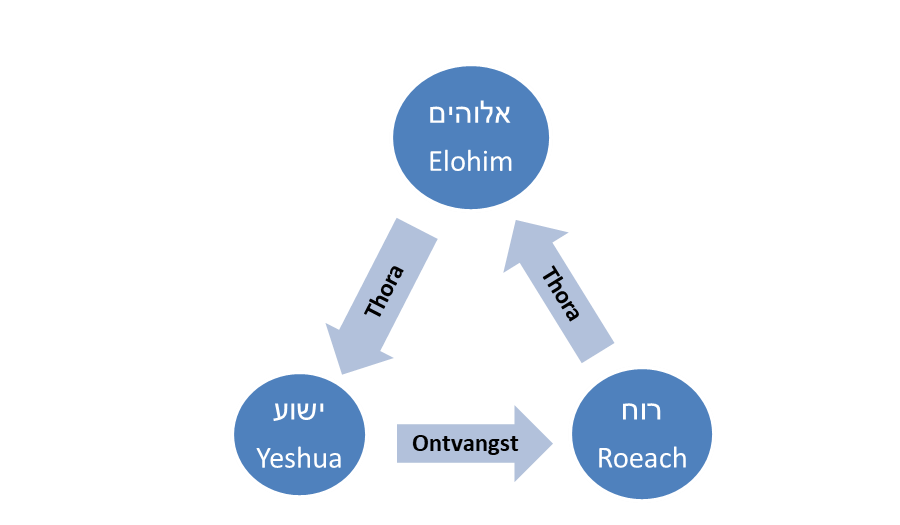 אלוהים
Elohim
Thora
Thora
ישוע
Yeshua
Ontvangst
רוח
Roeach